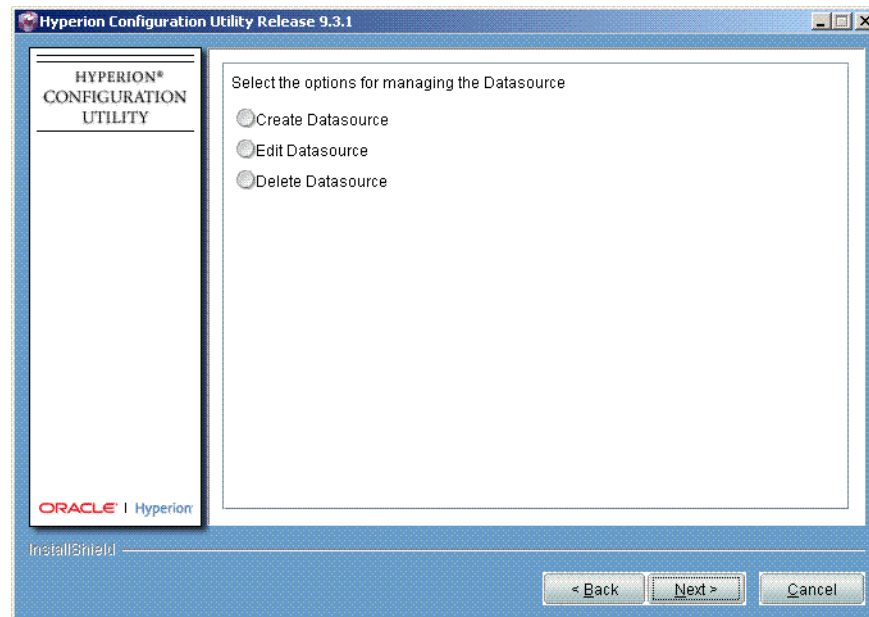 Hyperion Configuration Utility Release 9.3.1
HYPERION®
CONFIGURATION
UTILITY
Select the options for managing the Datasource
Create Datasource
Edit Datasource
Delete Datasource
ORACLE® | Hyperion
InstallShield
< Back
Next >
Cancel